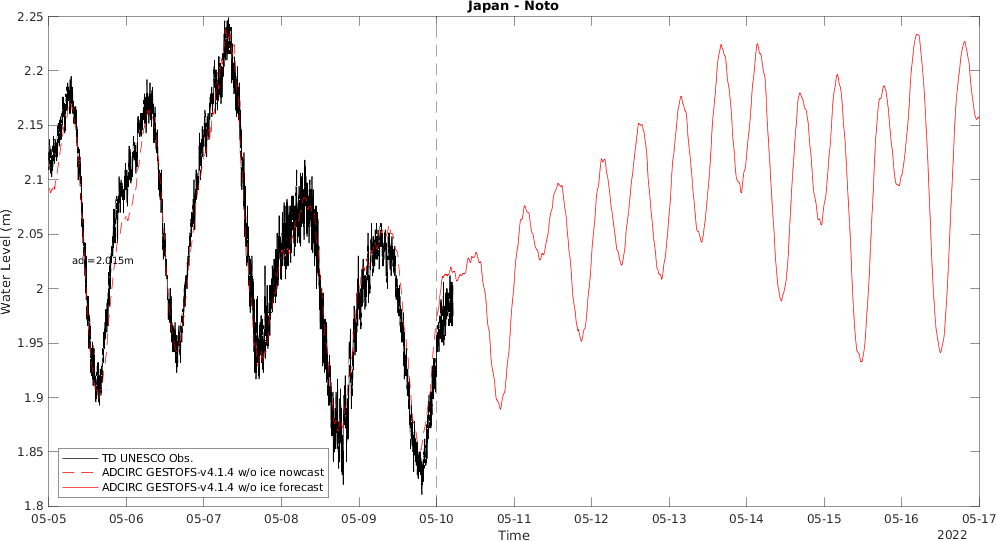 Japan - Noto
2.25
2.2
2.15
2.1
2.05
2
1.95
1.9
1.85
1.8
Water Level (m)
ad =2.015m
TD UNESCO Obs.
ADCIRC GESTOFS-v4.1.4 w/o ice nowcast
ADCIRC GESTOFS-v4.1.4 w/o ice forecast
05-05 05-06 05-07 05-08 05-09 05-10 05-11 05-12 05-13 05-14 05-15 05-16 05-17
Time
2022